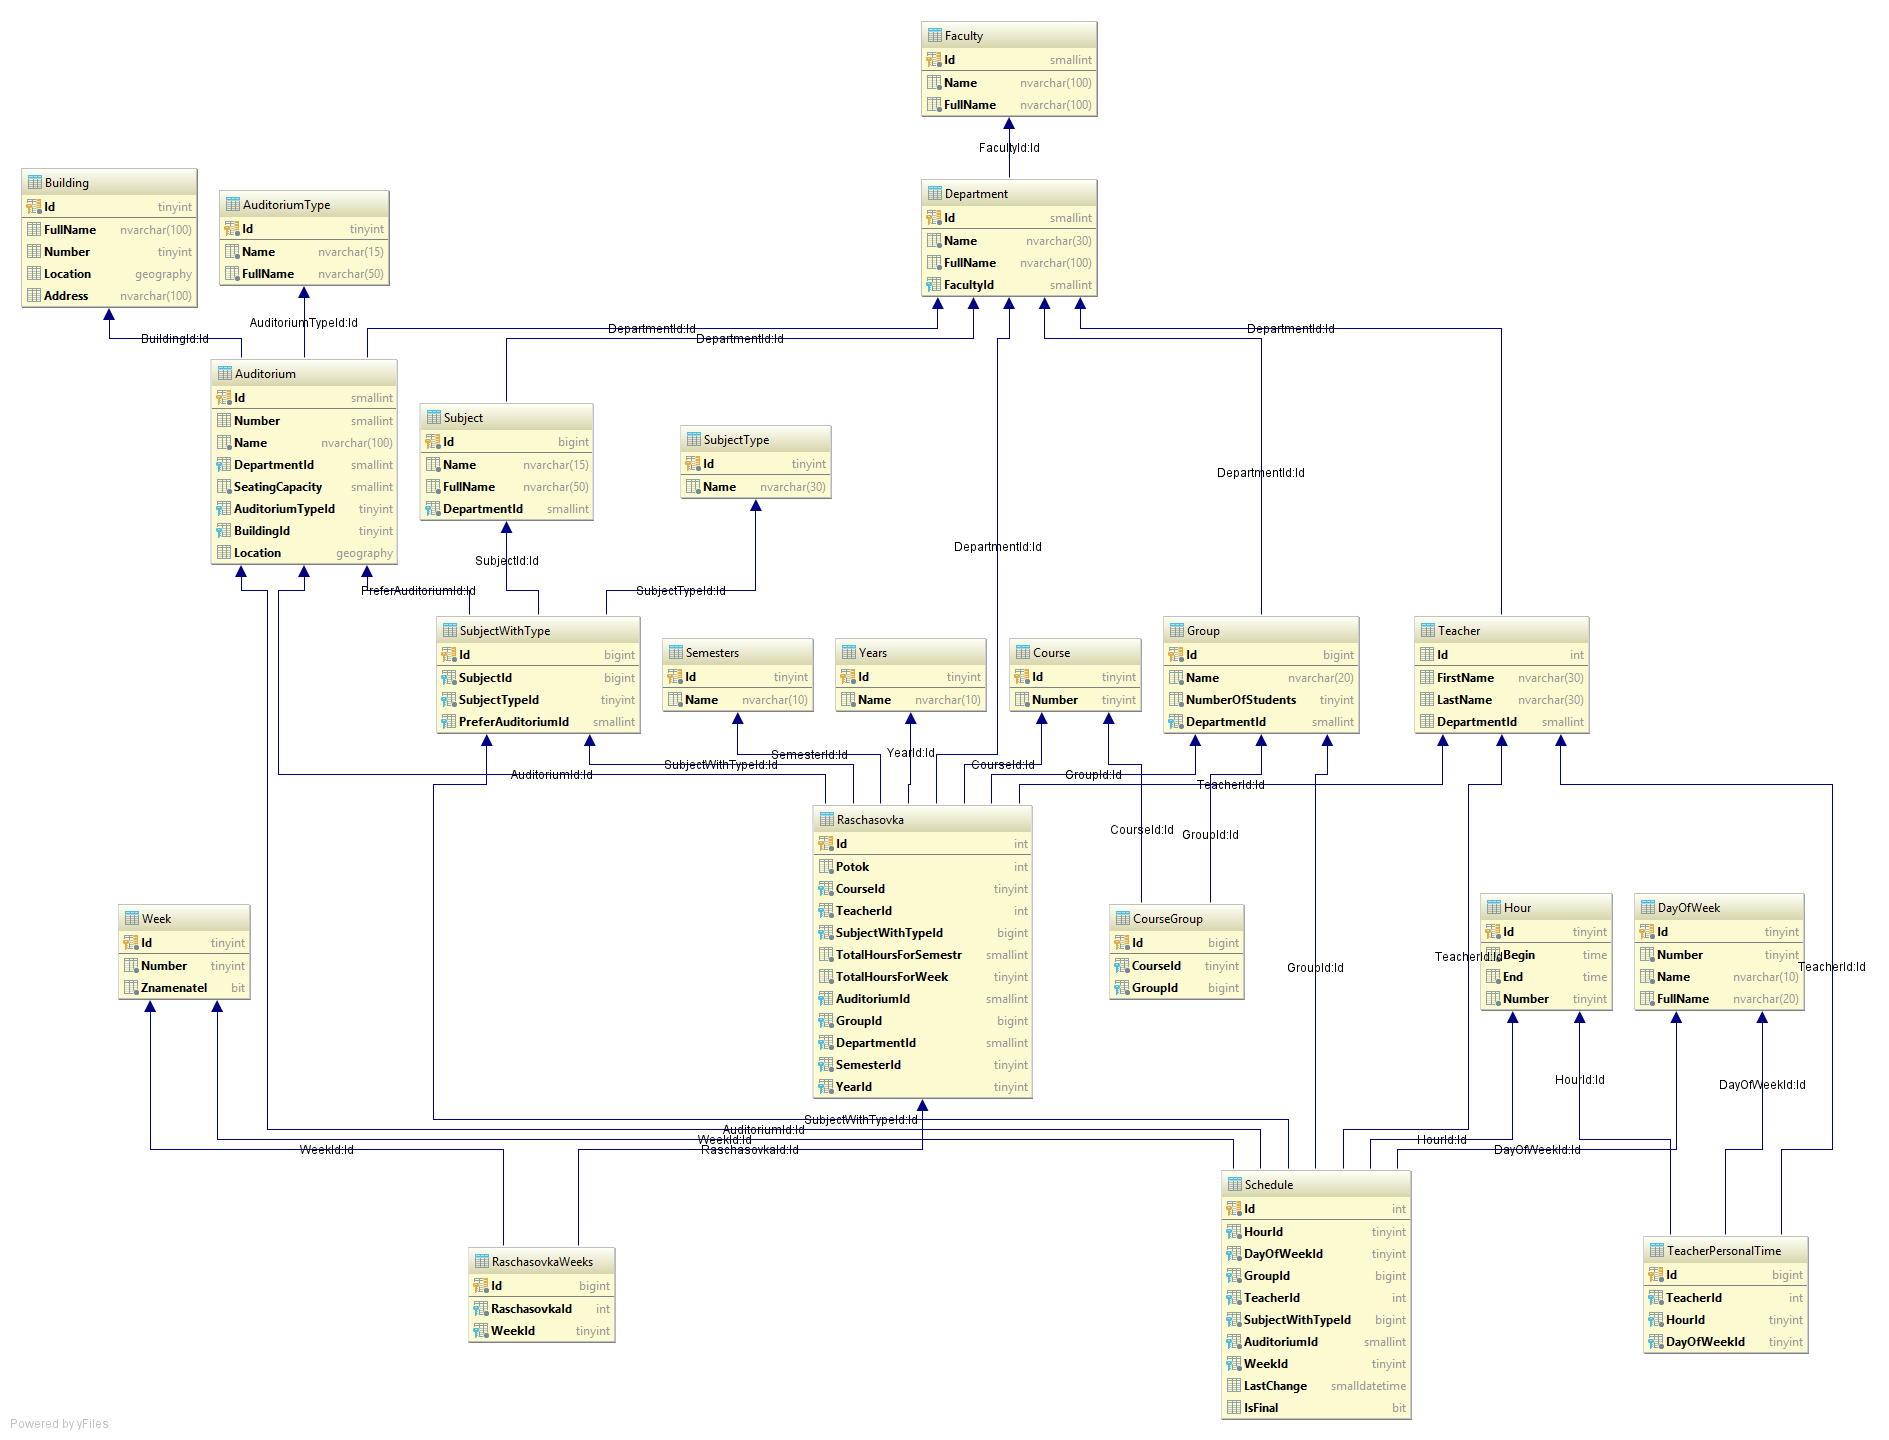 Faculty
Id smallint
Name nvarchar(100)
FullName nvarchar(100)
FacultyId:Id
Building
Id tinyint
FullName nvarchar(100)
Number tinyint
Location geography
Address nvarchar(100)
AuditoriumType
Id tinyint
Name nvarchar(15)
FullName nvarchar(50)
Department
Id smallint
Name nvarchar(30)
FullName nvarchar(100)
FacultyId smallint
BuildingId:Id
AuditoriumTypeId:Id
DepartmentId:Id
DepartmentId:Id
DepartmentId:Id
Auditorium
Id smallint
Number smallint
Name nvarchar(100)
DepartmentId smallint
SeatingCapacity smallint
AuditoriumTypeId tinyint
BuildingId tinyint
Location geography
Subject
Id bigint
Name nvarchar(15)
FullName nvarchar(50)
DepartmentId smallint
SubjectType
Id tinyint
Name nvarchar(30)
DepartmentId:Id
DepartmentId:Id
SubjectId:Id
PreferAuditoriumId:Id
SubjectTypeId:Id
SubjectWithType
Id bigint
SubjectId bigint
SubjectTypeId tinyint
PreferAuditoriumId smallint
Semesters
Id tinyint
Name nvarchar(10)
Years
Id tinyint
Name nvarchar(10)
Course
Id tinyint
Number tinyint
Group
Id bigint
Name nvarchar(20)
NumberOfStudents tinyint
DepartmentId smallint
Teacher
Id int
FirstName nvarchar(30)
LastName nvarchar(30)
DepartmentId smallint
SemesterId:Id
YearId:Id
SubjectWithTypeId:Id
CourseId:Id
AuditoriumId:Id
GroupId:Id
TeacherId:Id
Raschasovka
Id int
Potok int
CourseId tinyint
TeacherId int
SubjectWithTypeId bigint
TotalHoursForSemestr smallint
TotalHoursForWeek tinyint
AuditoriumId smallint
GroupId bigint
DepartmentId smallint
SemesterId tinyint
YearId tinyint
CourseId:Id
GroupId:Id
Week
Id tinyint
Number tinyint
Znamenatel bit
CourseGroup
Id bigint
CourseId tinyint
GroupId bigint
Hour
Id tinyint
Begin time
End time
Number tinyint
DayOfWeek
Id tinyint
Number tinyint
Name nvarchar(10)
FullName nvarchar(20)
GroupId:Id
TeacherId:Id
TeacherId:Id
HourId:Id
DayOfWeekId:Id
SubjectWithTypeId:Id
AuditoriumId:Id
WeekId:Id
HourId:Id
WeekId:Id
RaschasovkaId:Id
DayOfWeekId:Id
RaschasovkaWeeks
Id bigint
RaschasovkaId int
WeekId tinyint
Schedule
Id int
HourId tinyint
DayOfWeekId tinyint
GroupId bigint
TeacherId int
SubjectWithTypeId bigint
AuditoriumId smallint
WeekId tinyint
LastChange smalldatetime
IsFinal bit
TeacherPersonalTime
Id bigint
TeacherId int
HourId tinyint
DayOfWeekId tinyint
Powered by yFiles